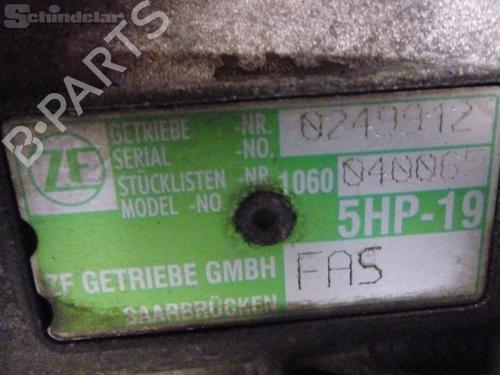 Schindelar
B-PARTS
ZF
GETRIEBE -NR. 0249912
SERIAL -NO.
STÜCKLISTEN -NR. 1060 040065
MODEL -NO
5HP-19
ZF GETRIEBE GMBH FAS
SAARBRÜCKEN